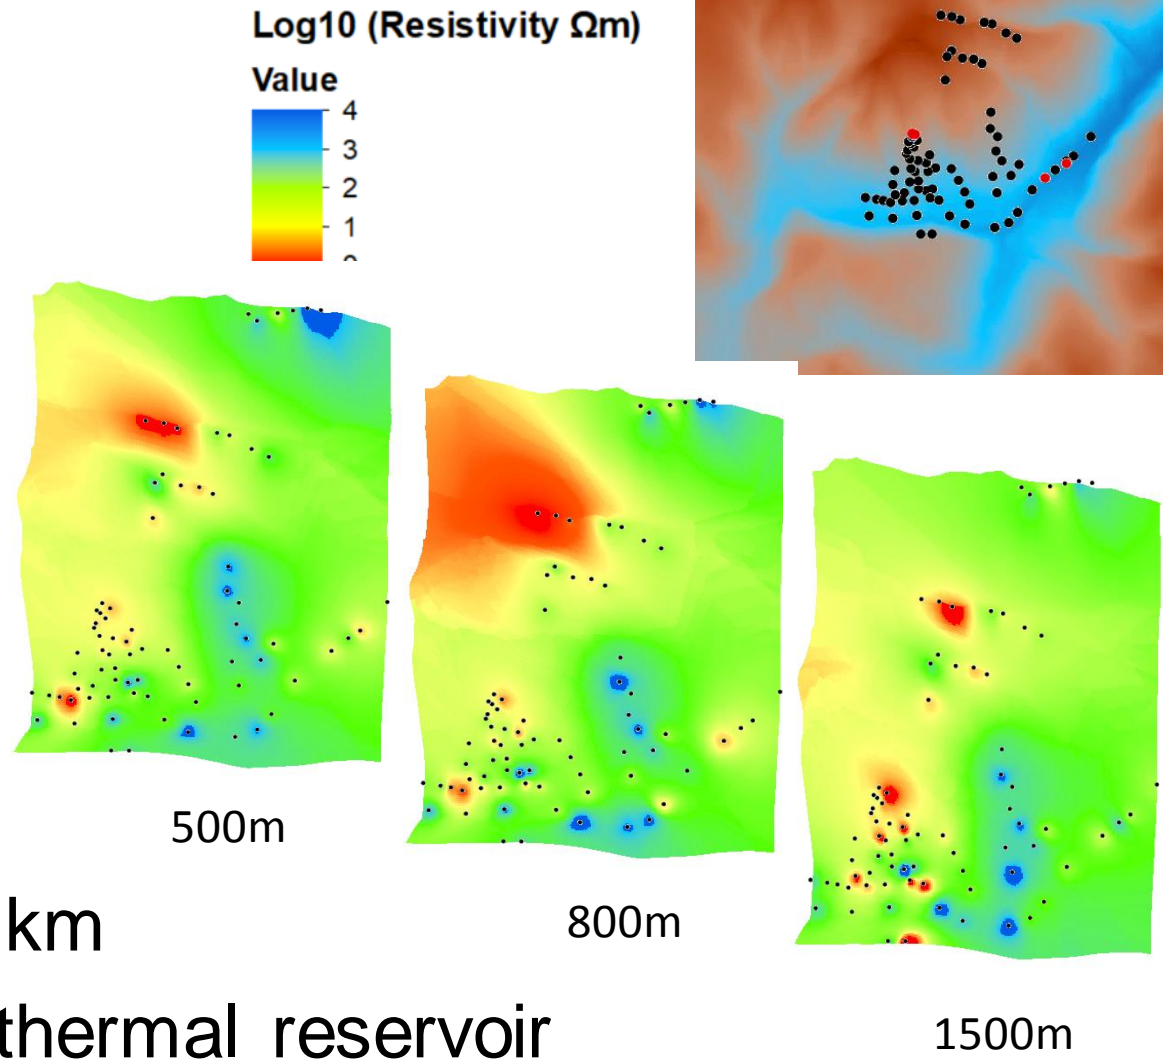 Log10 (Resistivity Ωm)
Value
4
3
2
1
500m
800m
1500m
km
thermal reservoir